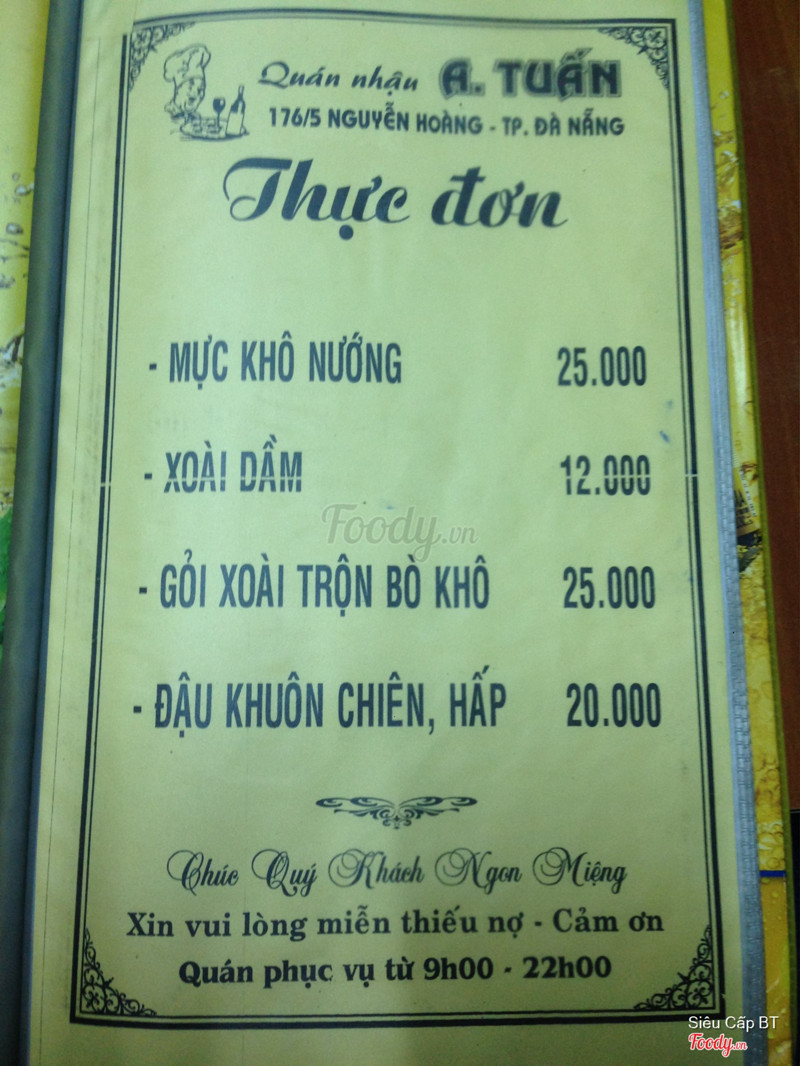 Quán nhậu A. TUẤN
176/5 NGUYỄN HOÀNG - TP. ĐÀ NẴNG
Thực đơn
- MỰC KHÔ NƯỚNG 25.000
- XOÀI DẦM 12.000
Foody.vn
- GỎI XOÀI TRỘN BÒ KHÔ 25.000
- ĐẬU KHUÔN CHIÊN, HẤP 20.000
Chúc Quý Khách Ngon Miệng
Xin vui lòng miễn thiếu nợ - Cảm ơn
Quán phục vụ từ 9h00 - 22h00
Siêu Cấp BT
Foody.vn